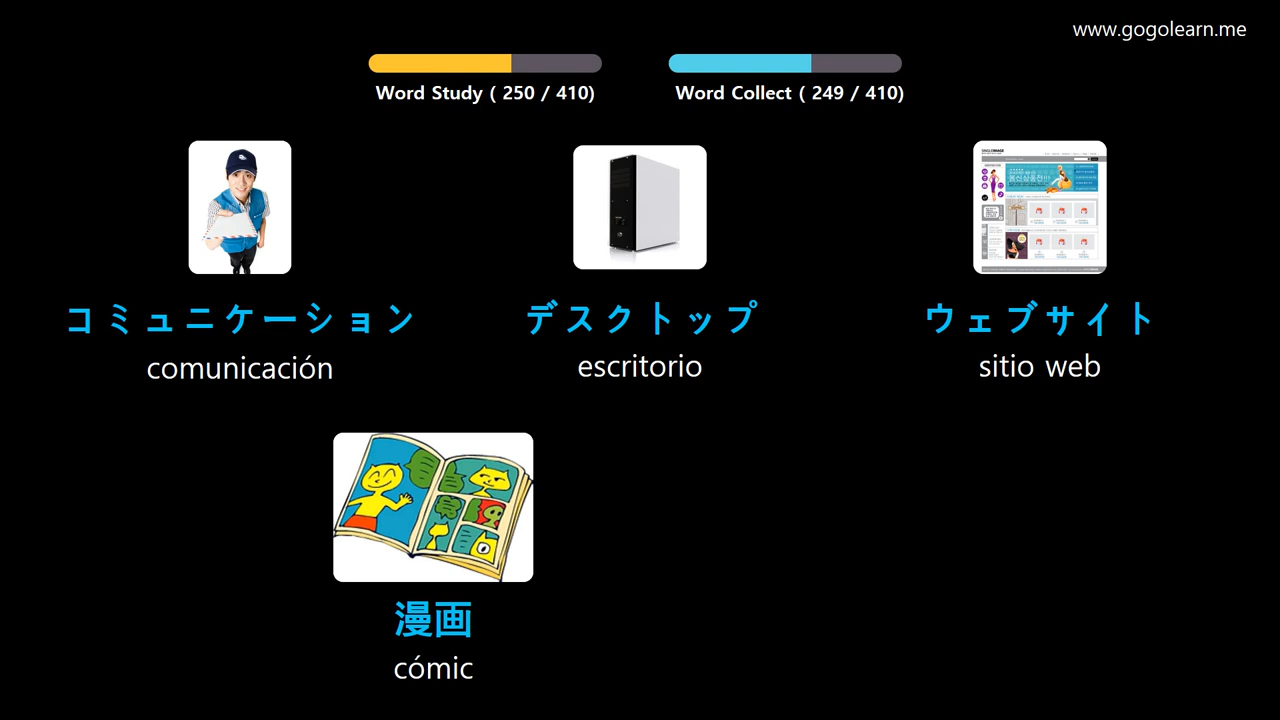 www.gogolearn.me
Word Study ( 250 / 410)
Word Collect ( 249 / 410)
コミュニケーション
デスクトップ
ウェブサイト
comunicación
escritorio
sitio web
漫画
cómic